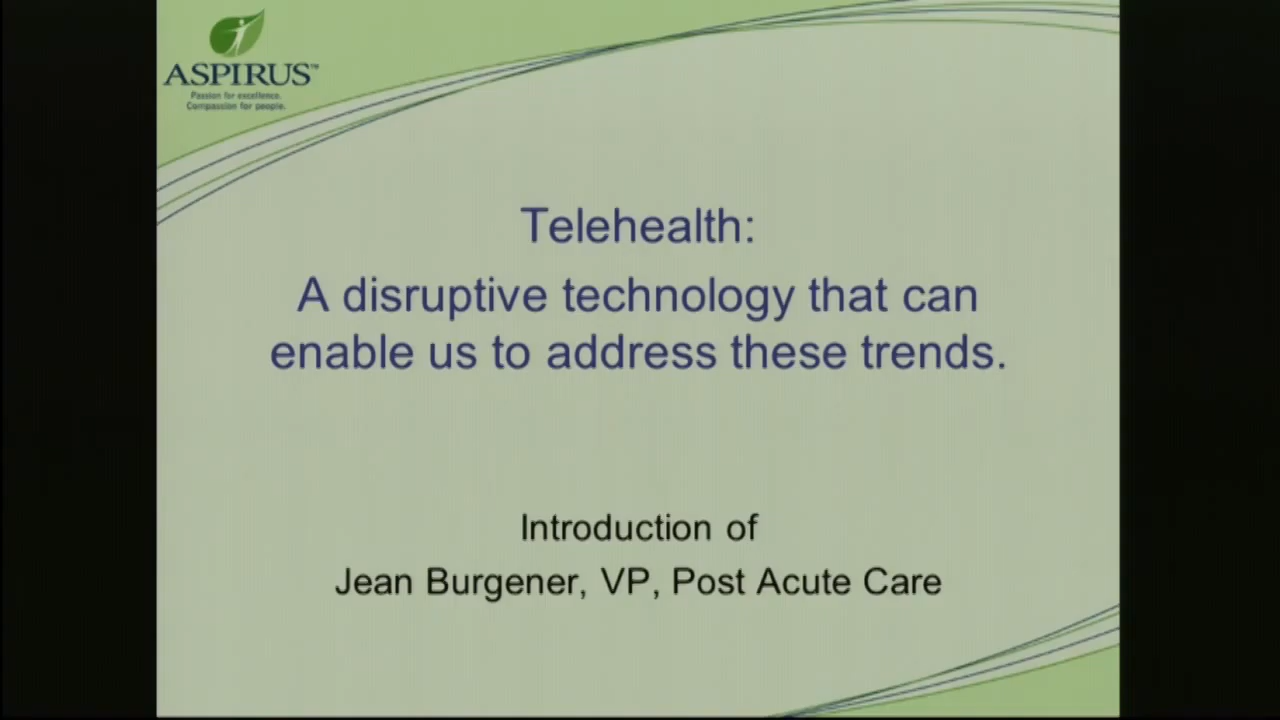 ASPIRUS™
Passion for excellence.
Compassion for people.
Telehealth:
A disruptive technology that can
enable us to address these trends.
Introduction of
Jean Burgener, VP, Post Acute Care